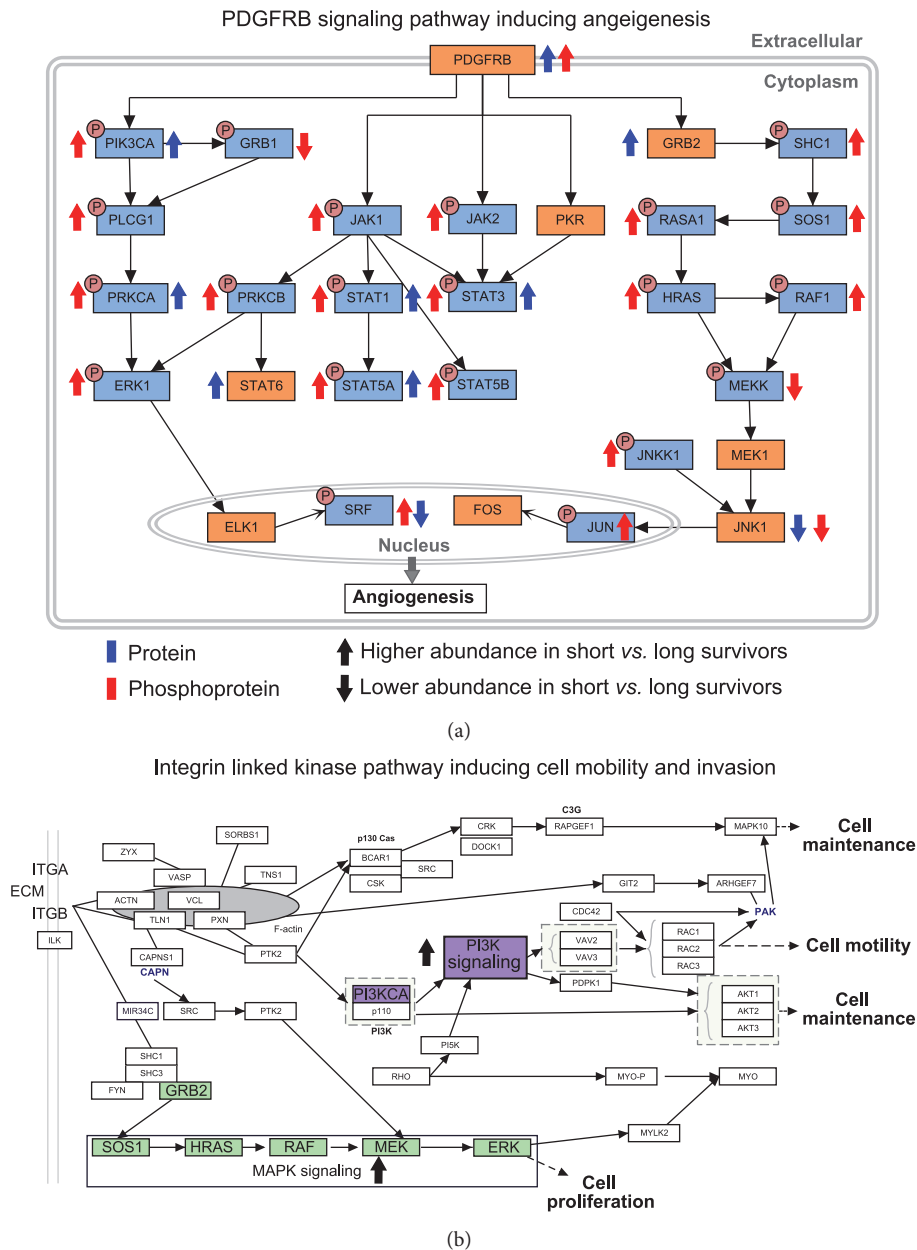 PDGFRB signaling pathway inducing angeigenesis
Extracellular
PDGFRB
Cytoplasm
P
PIK3CA
P
GRB1
GRB2
P
SHC1
P
PLCG1
P
JAK1
P
JAK2
PKR
P
RASA1
P
SOS1
P
PRKCA
P
PRKCB
P
STAT1
P
STAT3
P
HRAS
P
RAF1
P
ERK1
STAT6
P
STAT5A
P
STAT5B
P
MEKK
P
JNKK1
MEK1
ELK1
P
SRF
FOS
P
JUN
JNK1
Nucleus
Angiogenesis
Protein
Higher abundance in short vs. long survivors
Phosphoprotein
Lower abundance in short vs. long survivors
(a)
Integrin linked kinase pathway inducing cell mobility and invasion
C3G
p130 Cas
CRK
RAPGEF1
MAPK10
Cell
maintenance
SORBS1
DOCK1
ZYX
BCAR1
SRC
CSK
ITGA
VASP
TNS1
ECM
ACTN
VCL
GIT2
ARHGEF7
ITGB
TLN1
PXN
F-actin
CDC42
PAK
ILK
CAPNS1
PTK2
PI3K
signaling
VAV2
VAV3
RAC1
RAC2
RAC3
Cell motility
CAPN
PDPK1
PI3KCA
p110
PI3K
AKT1
AKT2
AKT3
Cell
maintenance
MIR34C
SRC
PTK2
PI5K
SHC1
SHC3
RHO
MYO-P
MYO
FYN
GRB2
MYLK2
SOS1
HRAS
RAF
MEK
ERK
MAPK signaling
Cell
proliferation
(b)